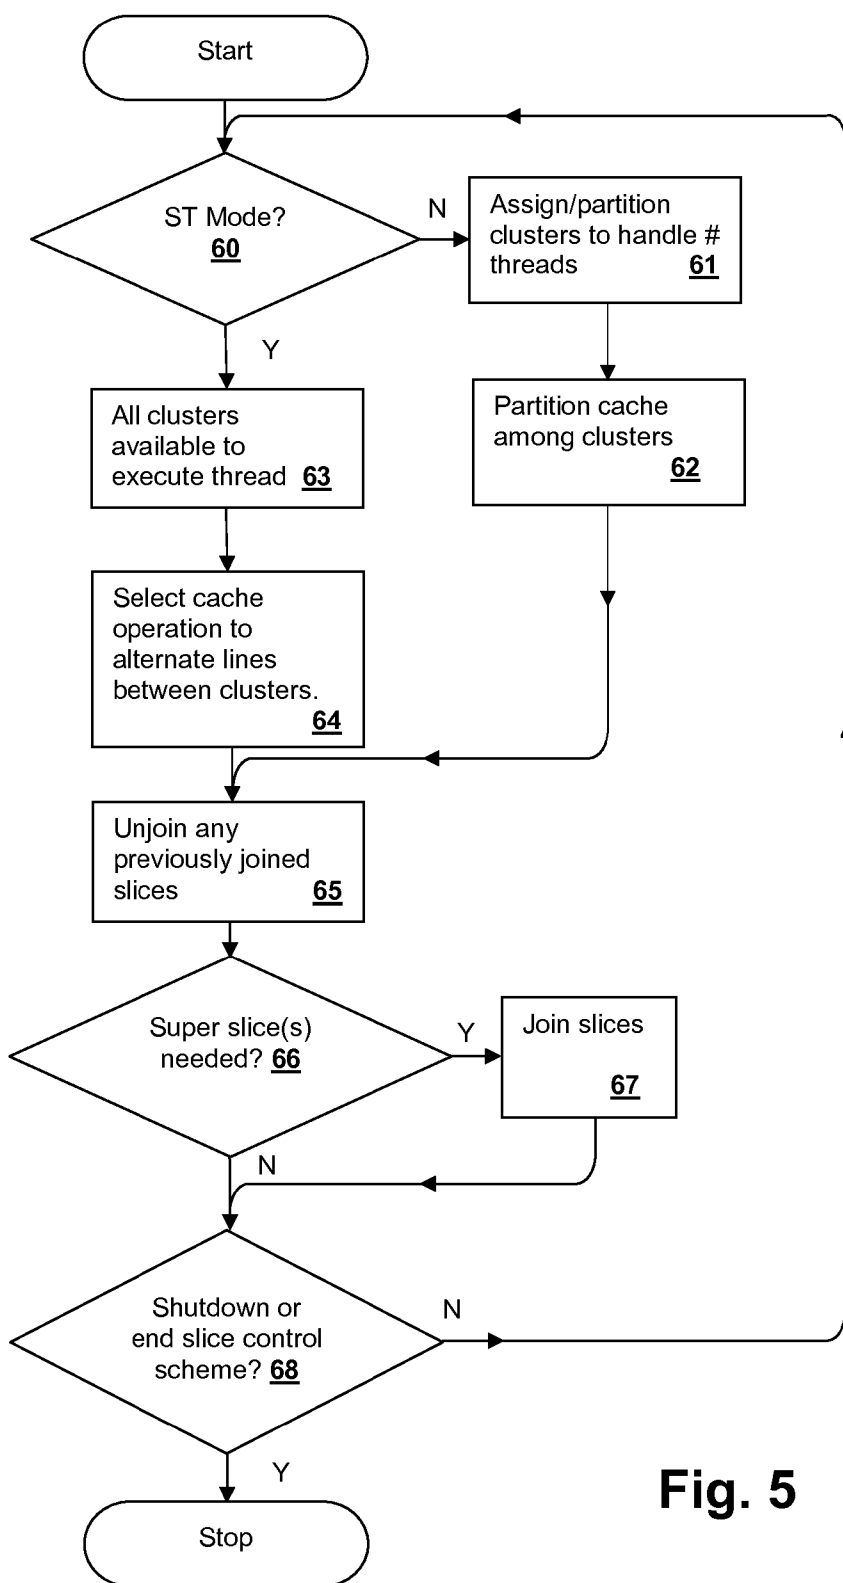 Start
ST Mode?
60
N
Assign/partition
clusters to handle #
threads 61
Y
All clusters
available to
execute thread 63
Partition cache
among clusters
62
Select cache
operation to
alternate lines
between clusters.
64
Unjoin any
previously joined
slices 65
Super slice(s)
needed? 66
Y
Join slices
67
N
Shutdown or
end slice control
scheme? 68
N
Y
Stop
Fig. 5